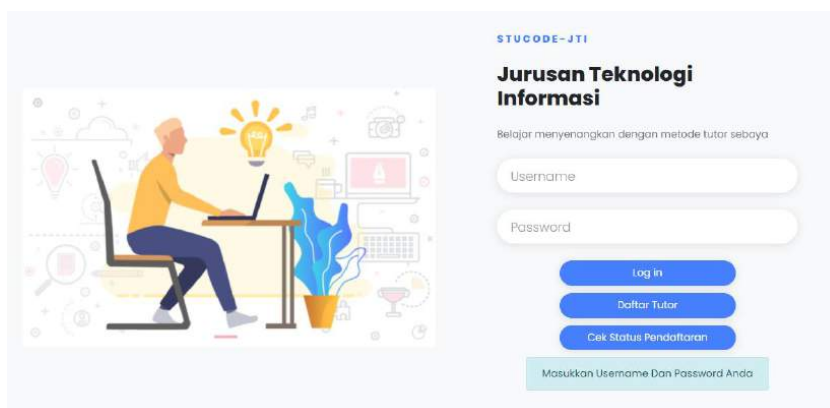 STUCODE-JTI
Jurusan Teknologi
Informasi
Belajar menyenangkan dengan metode tutor sebaya
Username
Password
Log in
Daftar Tutor
Cek Status Pendaftaran
Masukkan Username Dan Password Anda